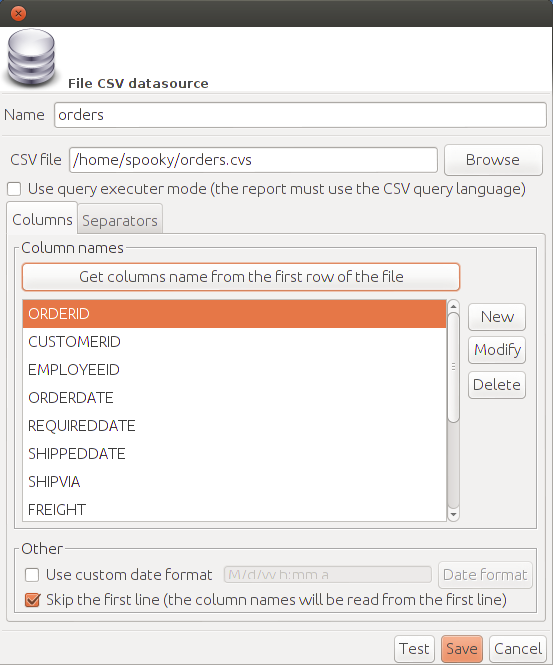 File CSV datasource
Name orders
CSV file /home/spooky/orders.cvs Browse
Use query executer mode (the report must use the CSV query language)
Columns Separators
Column names
Get columns name from the first row of the file
ORDERID
New
CUSTOMERID
Modify
EMPLOYEEID
Delete
ORDERDATE
REQUIREDDATE
SHIPPEDDATE
SHIPVIA
FREIGHT
Other
Use custom date format M/d/yy h:mm a Date format
Skip the first line (the column names will be read from the first line)
Test Save Cancel